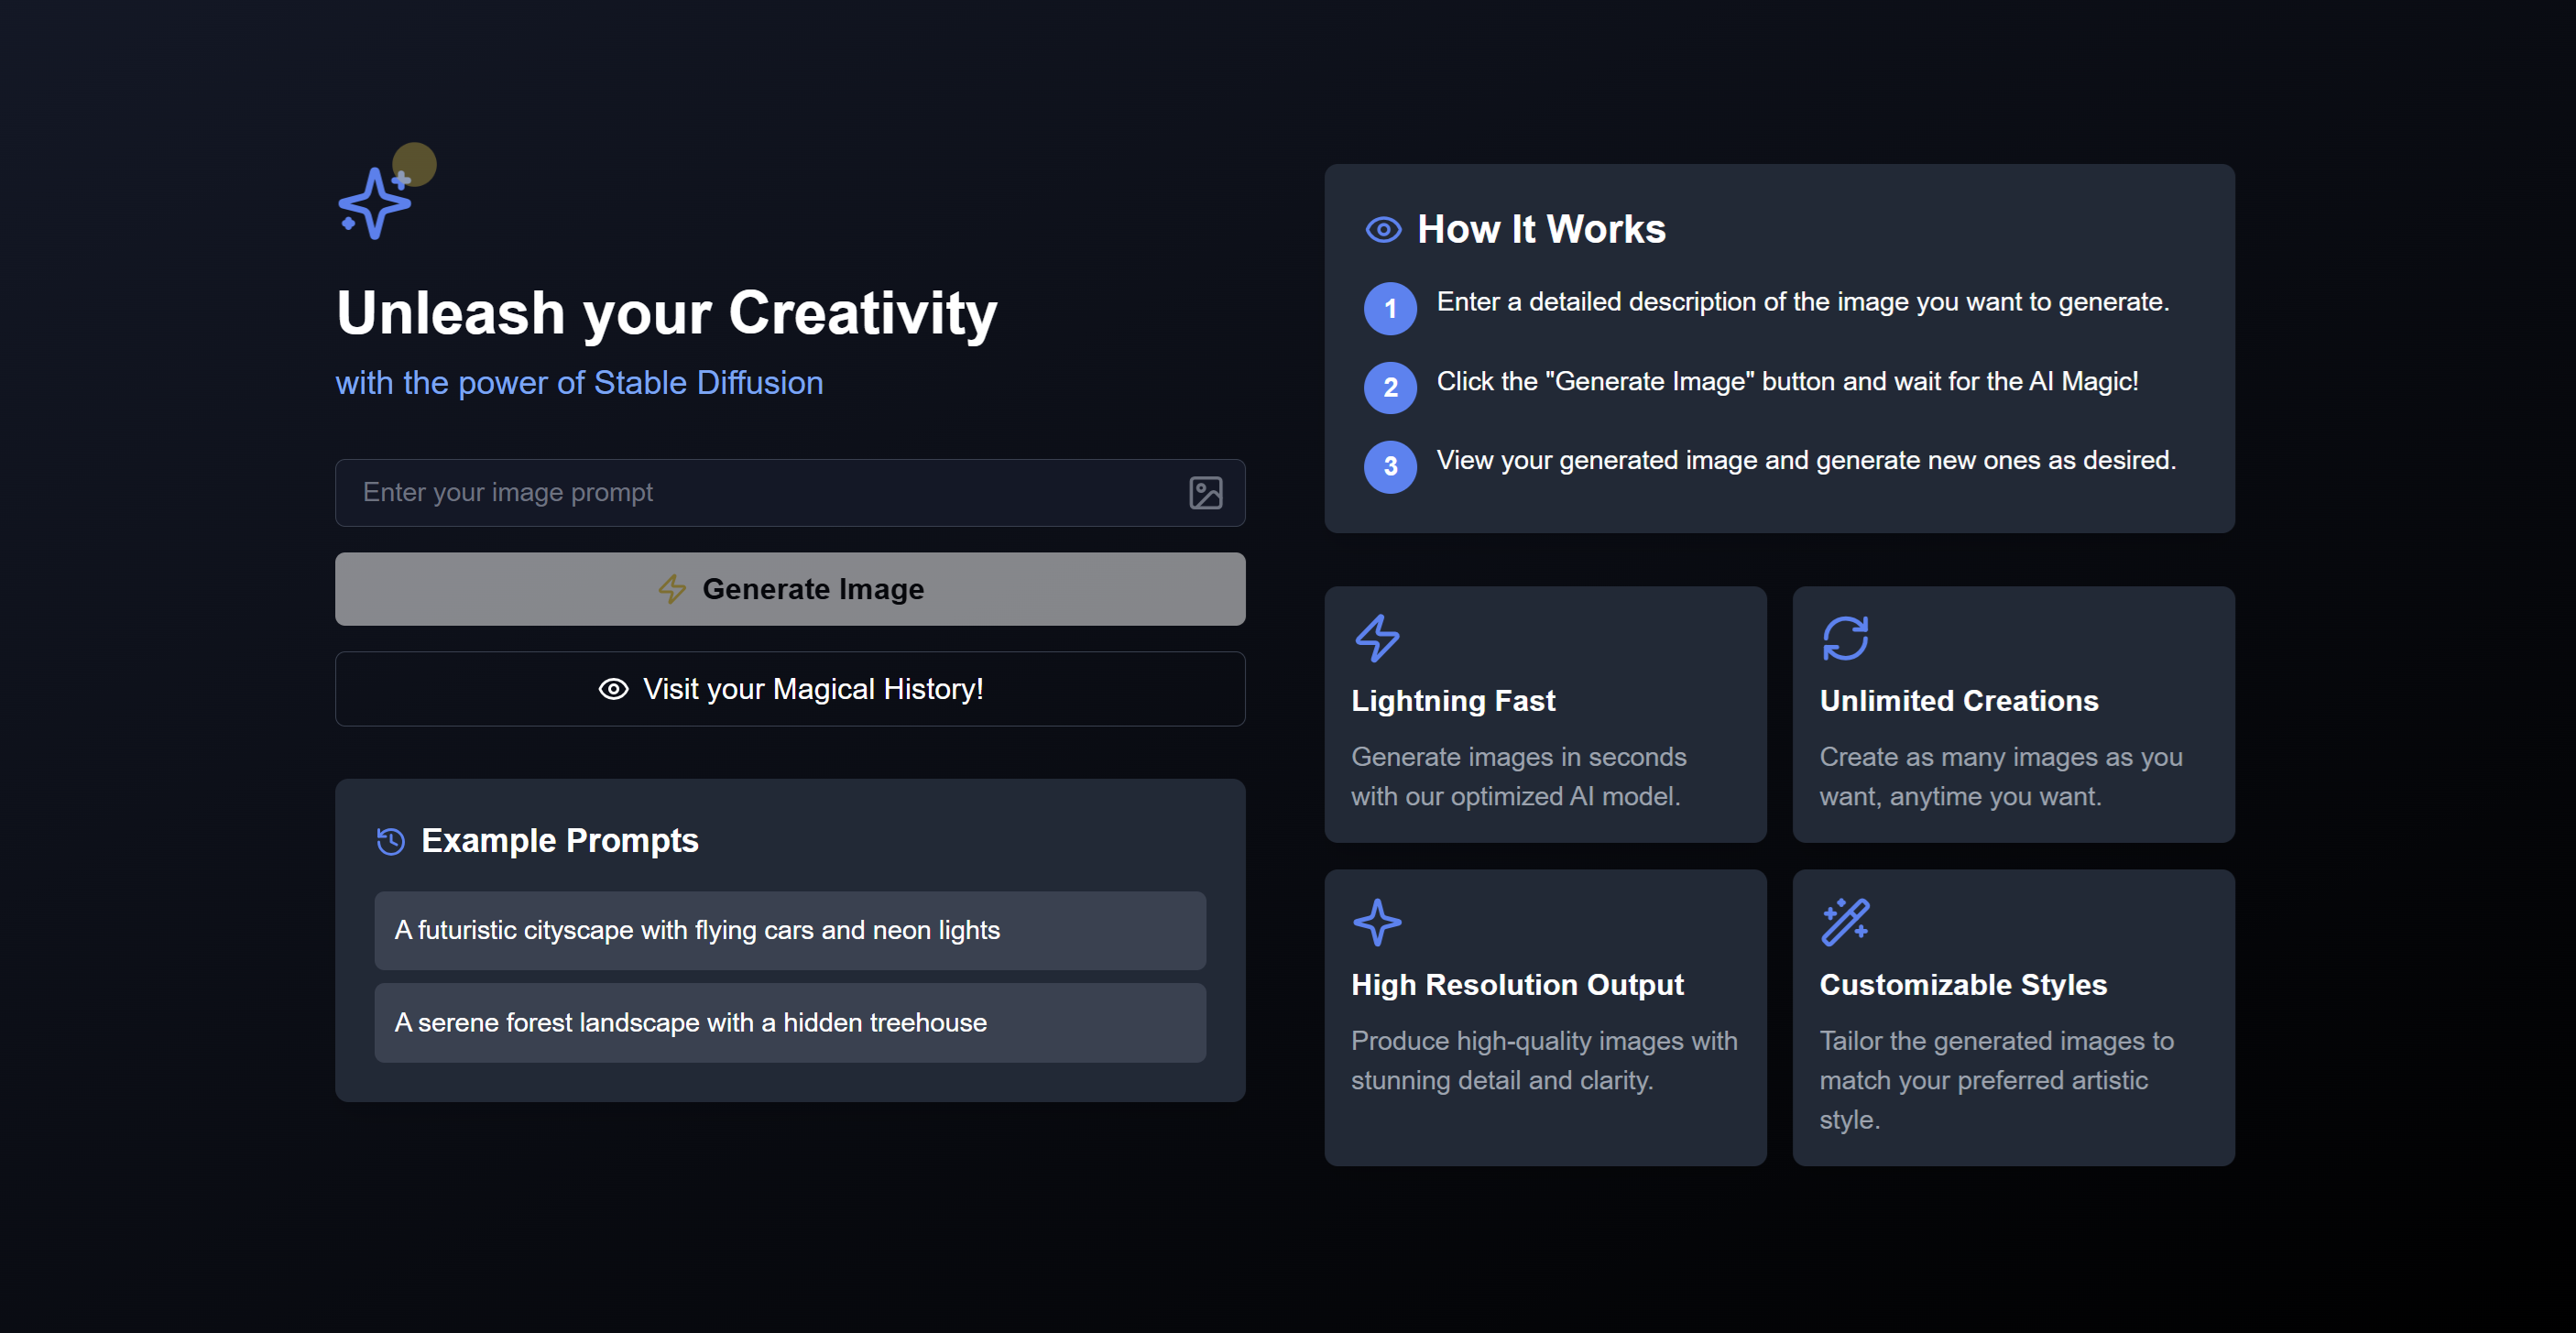 Unleash your Creativity
with the power of Stable Diffusion
Enter your image prompt
Generate Image
Visit your Magical History!
Example Prompts
A futuristic cityscape with flying cars and neon lights
A serene forest landscape with a hidden treehouse
How It Works
1 Enter a detailed description of the image you want to generate.
2 Click the "Generate Image" button and wait for the AI Magic!
3 View your generated image and generate new ones as desired.
Lightning Fast
Generate images in seconds
with our optimized AI model.
Unlimited Creations
Create as many images as you
want, anytime you want.
High Resolution Output
Produce high-quality images with
stunning detail and clarity.
Customizable Styles
Tailor the generated images to
match your preferred artistic
style.